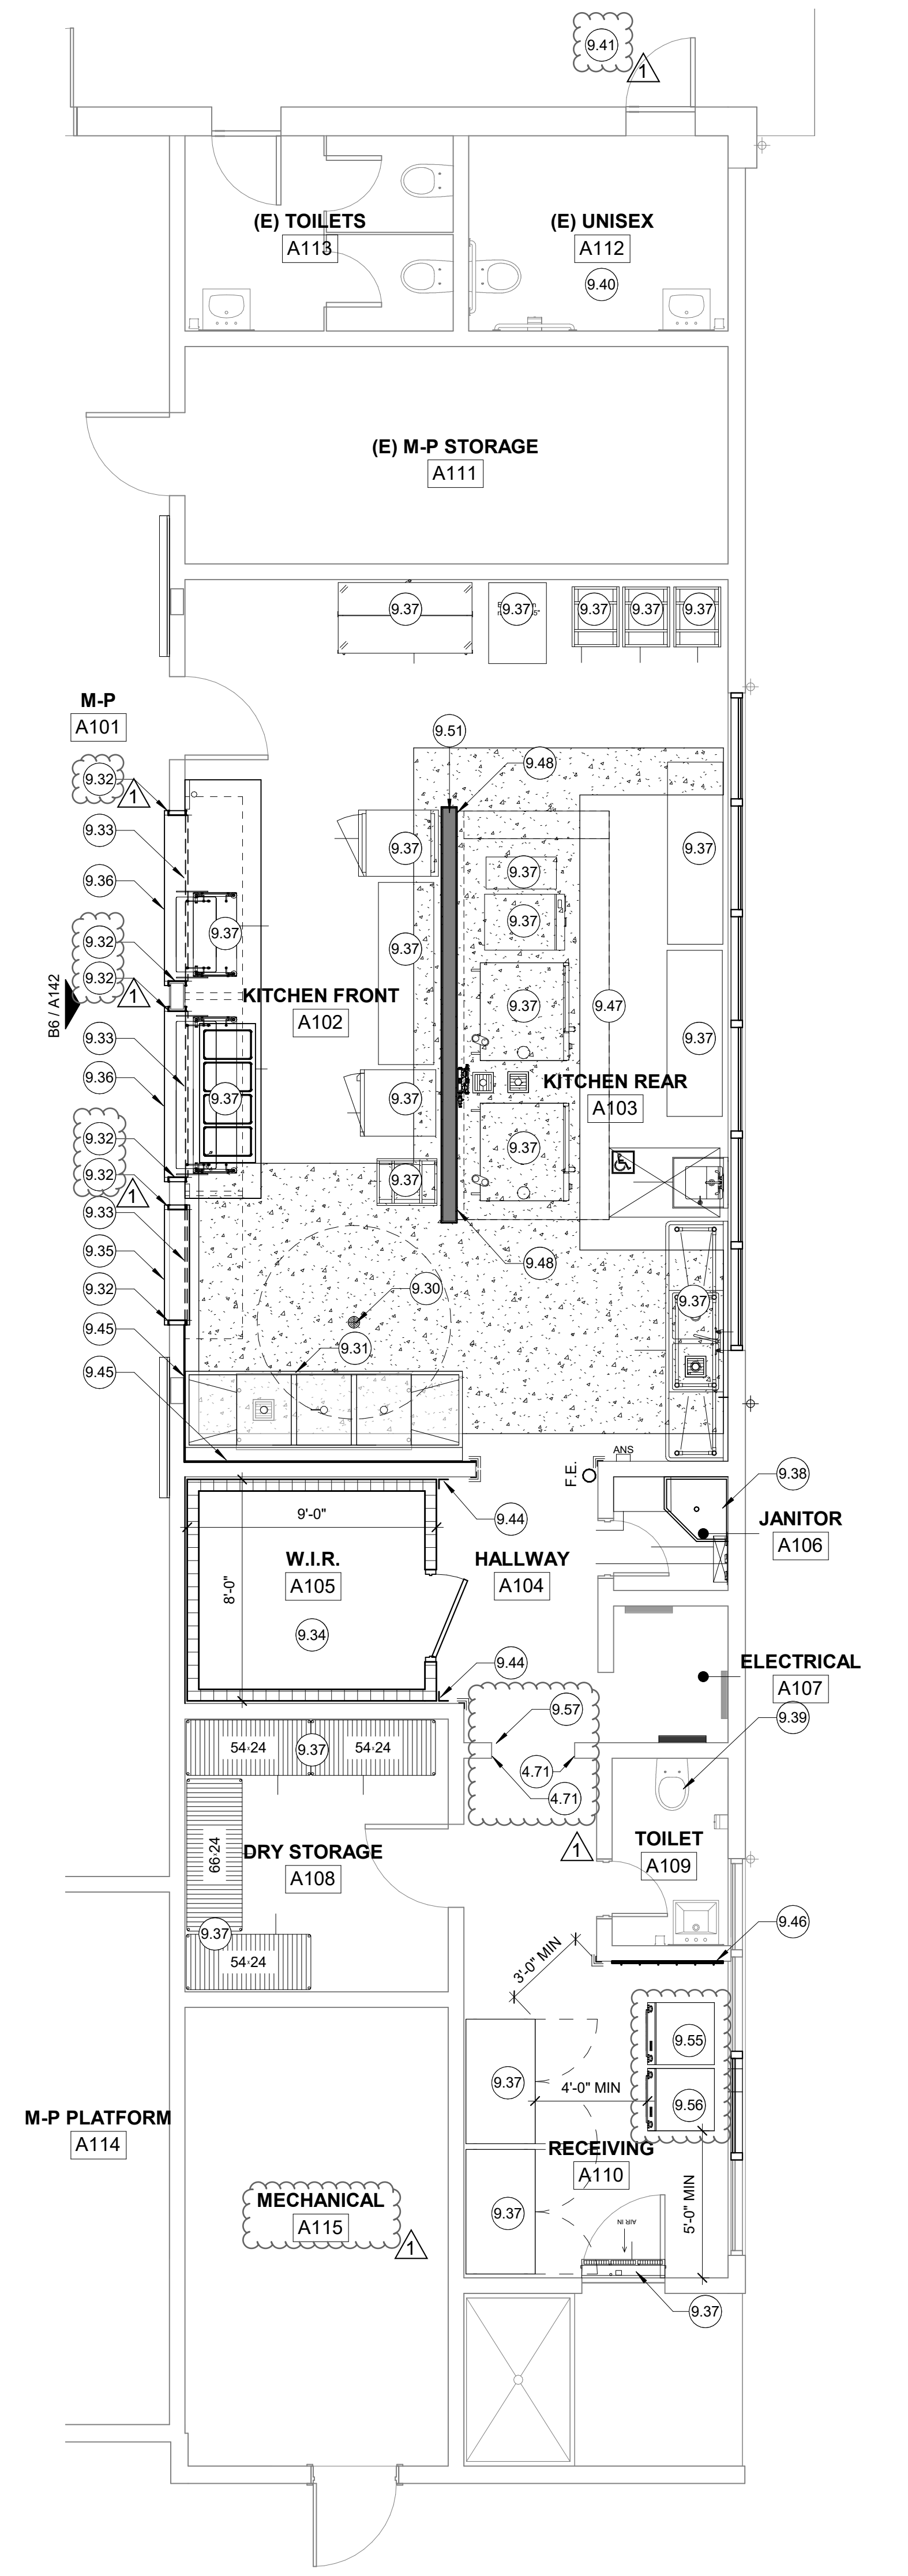 9.41
1
(E) TOILETS
A113
(E) UNISEX
A112
9.40
(E) M-P STORAGE
A111
9.37
9.37
9.37
9.37
9.37
M-P
A101
9.51
9.48
9.32
1
9.33
9.36
9.37
9.37
9.37
9.37
9.32
9.37
9.37
9.32
1
B6 / A142
KITCHEN FRONT
A102
9.37
9.47
9.33
9.37
9.36
KITCHEN REAR
A103
9.37
9.37
9.32
9.37
9.32
1
9.37
9.33
9.35
9.48
9.32
9.30
9.37
9.45
9.31
9.45
ANS
F.E.
9.38
9'-0"
9.44
JANITOR
A106
W.I.R.
A105
8'-0"
HALLWAY
A104
9.34
9.44
ELECTRICAL
A107
9.57
9.39
54 24
9.37
54 24
4.71
4.71
66 24
DRY STORAGE
A108
1
TOILET
A109
9.37
9.46
54 24
3'-0" MIN
9.55
9.37
4'-0" MIN
9.56
M-P PLATFORM
A114
RECEIVING
A110
MECHANICAL
A115
1
9.37
5'-0" MIN
AIR IN
9.37